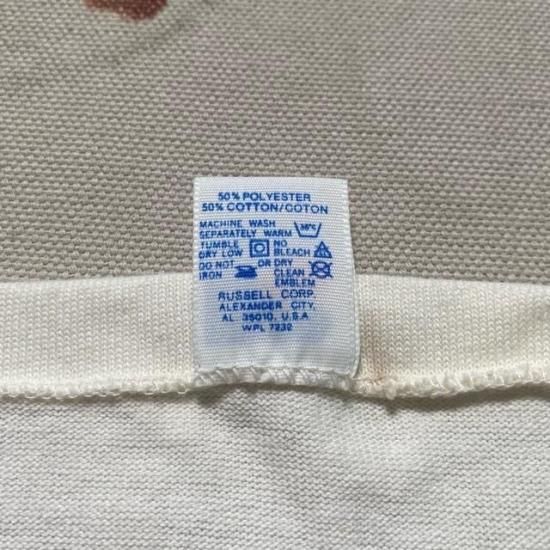 50% POLYESTER
50% COTTON/COTON
MACHINE WASH
SEPARATELY WARM
TUMBLE NO
DRY LOW BLEACH
DO NOT OR DRY
IRON CLEAN
EMBLEM
RUSSELL CORP.
ALEXANDER CITY,
AL. 35010, U.S.A
WPL 7232